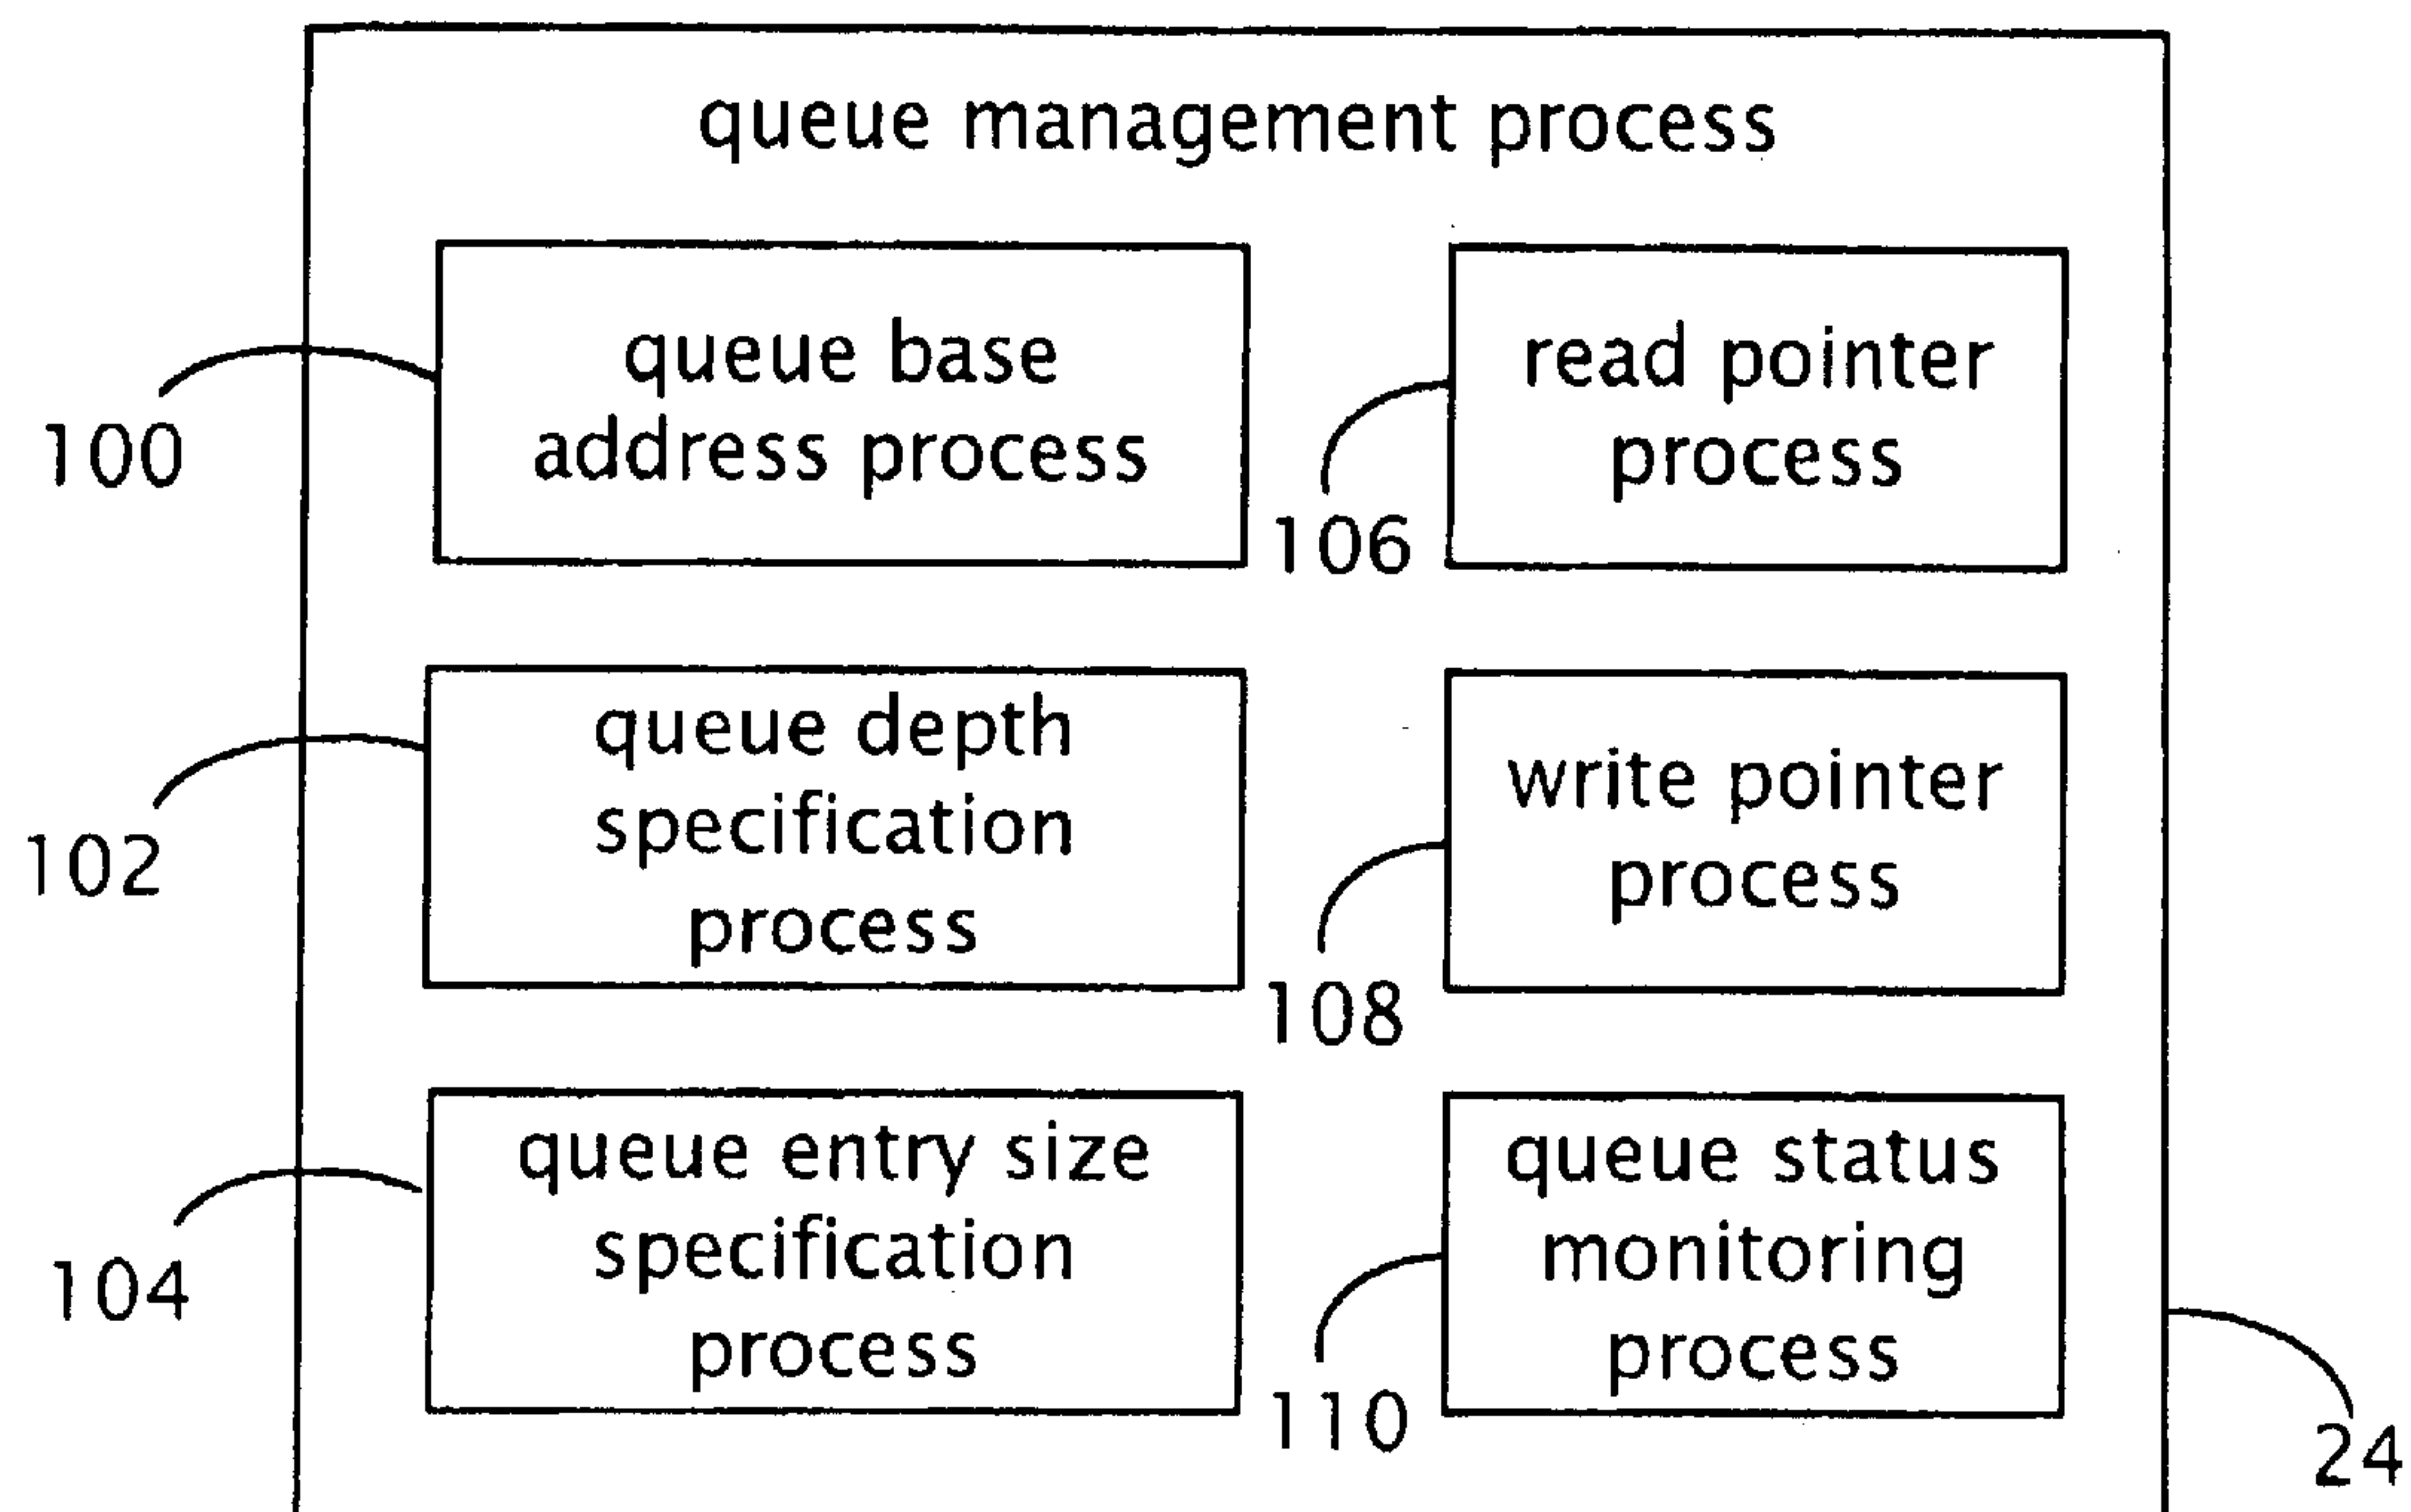 queue management process
queue base
address process
100
read pointer
process
106
queue depth
specification
process
102
write pointer
process
108
queue entry size
specification
process
104
queue status
monitoring
process
110
24